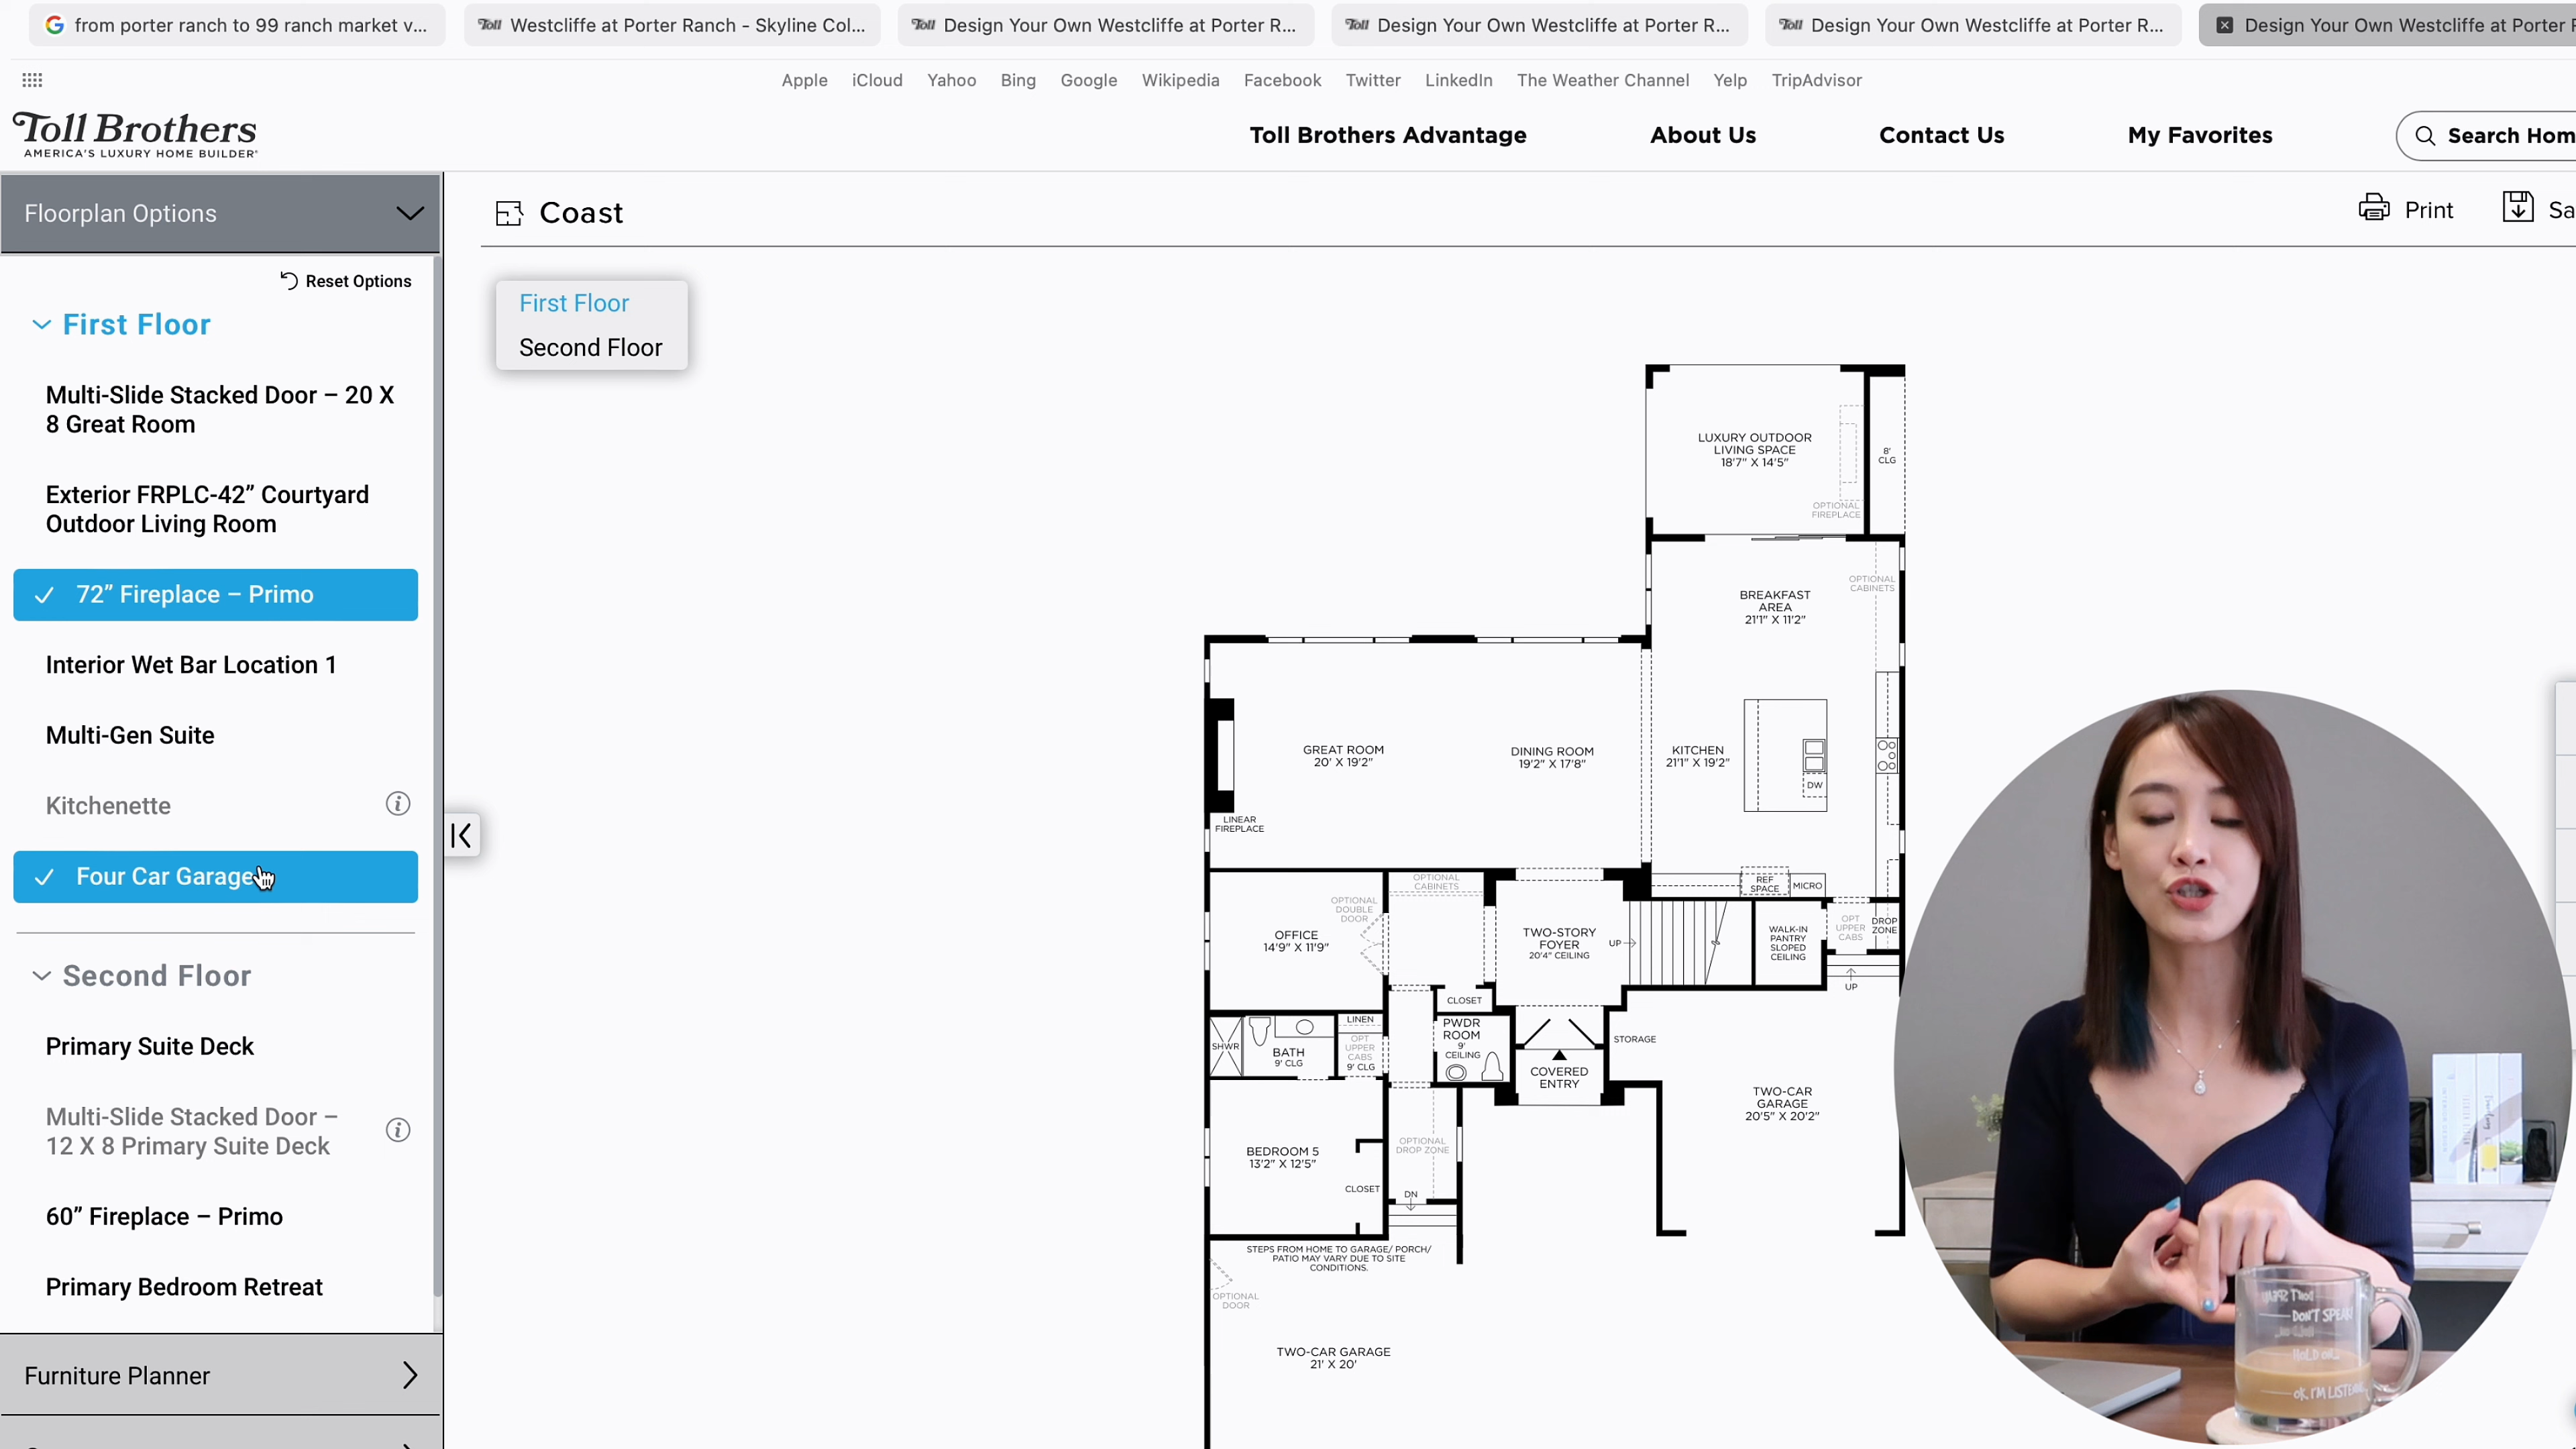 from porter ranch to 99 ranch market v...
Toll Westcliffe at Porter Ranch - Skyline Col...
Toll Design Your Own Westcliffe at Porter R...
Toll Design Your Own Westcliffe at Porter R...
Toll Design Your Own Westcliffe at Porter R...
Design Your Own Westcliffe at Porter
Apple iCloud Yahoo Bing Google Wikipedia Facebook Twitter LinkedIn The Weather Channel Yelp TripAdvisor
Toll Brothers
AMERICA'S LUXURY HOME BUILDER
Toll Brothers Advantage About Us Contact Us My Favorites Search Hom
Floorplan Options
Reset Options
First Floor
Multi-Slide Stacked Door – 20 X
8 Great Room
Exterior FRPLC-42” Courtyard
Outdoor Living Room
72” Fireplace – Primo
Interior Wet Bar Location 1
Multi-Gen Suite
Kitchenette
Four Car Garage
Second Floor
Primary Suite Deck
Multi-Slide Stacked Door –
12 X 8 Primary Suite Deck
60” Fireplace – Primo
Primary Bedroom Retreat
Furniture Planner
Coast
Print
Sa
First Floor
Second Floor
LUXURY OUTDOOR
LIVING SPACE
18'7" X 14'5"
8'
CLG
OPTIONAL
FIREPLACE
OPTIONAL
CABINETS
BREAKFAST
AREA
21'1" X 11'2"
GREAT ROOM
20' X 19'2"
DINING ROOM
19'2" X 17'8"
KITCHEN
21'1" X 19'2"
DW
LINEAR
FIREPLACE
OPTIONAL
CABINETS
REF
SPACE
MICRO
OPTIONAL
DOUBLE
DOOR
OFFICE
14'9" X 11'9"
TWO-STORY
FOYER
20'4" CEILING
UP
WALK-IN
PANTRY
SLOPED
CEILING
OPT
UPPER
CABS
DROP
ZONE
UP
CLOSET
LINEN
SHWR
BATH
9' CLG
OPT
UPPER
CABS
9' CLG
PWDR
ROOM
9'
CEILING
COVERED
ENTRY
STORAGE
TWO-CAR
GARAGE
20'5" X 20'2"
BEDROOM 5
13'2" X 12'5"
CLOSET
OPTIONAL
DROP ZONE
DN
STEPS FROM HOME TO GARAGE/ PORCH/
PATIO MAY VARY DUE TO SITE
CONDITIONS.
OPTIONAL
DOOR
TWO-CAR GARAGE
21' X 20'
DON'T SPEAK!
HOLD ON...
OK, I'M LISTENING